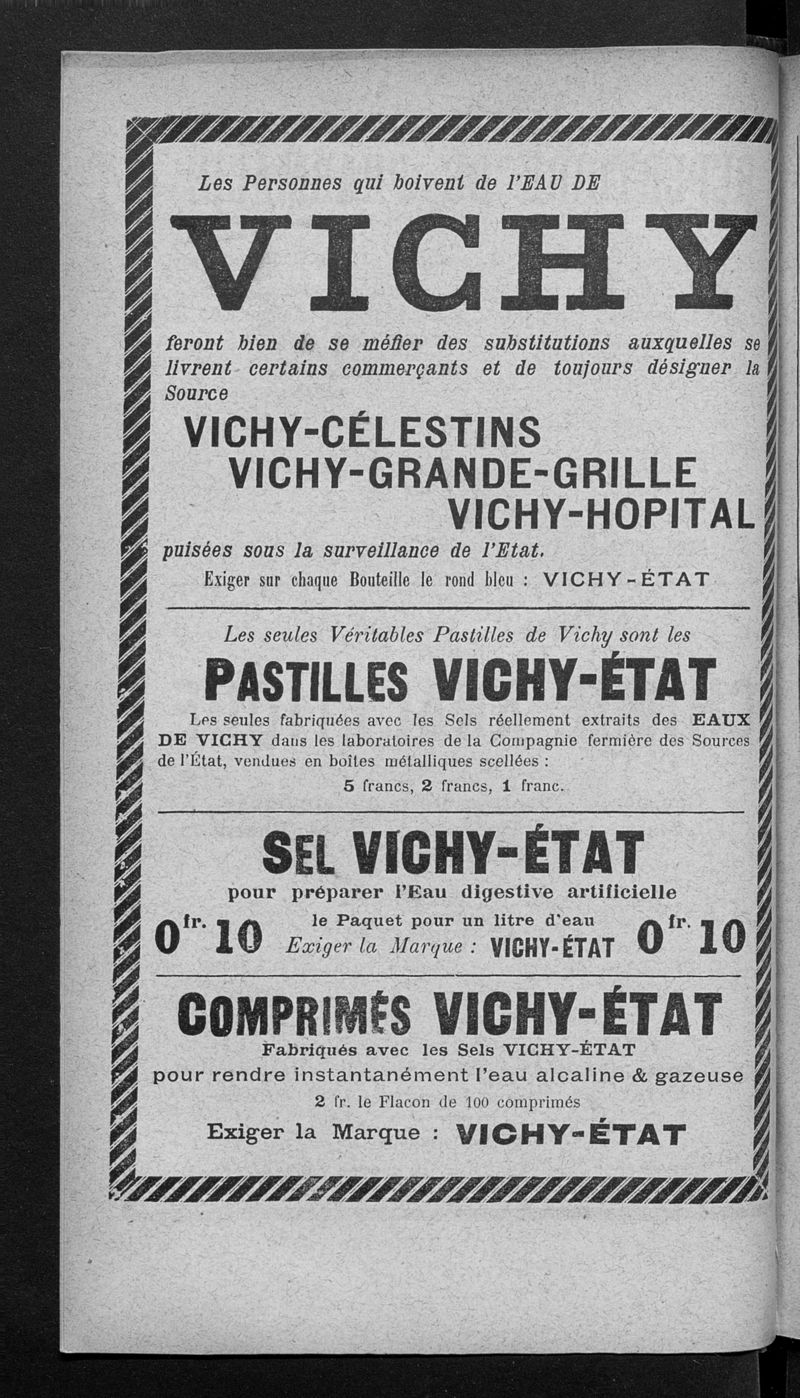 Les Personnes qui boivent de l'EAU DE
VICHY
feront bien de se méfier des substitutions auxquelles se
livrent certains commerçants et de toujours désigner la
Source
VICHY-CÉLESTINS
VICHY-GRANDE-GRILLE
VICHY-HOPITAL
puisées sous la surveillance de l'Etat.
Exiger sur chaque Bouteille le rond bleu : VICHY-ÉTAT
Les seules Véritables Pastilles de Vichy sont les
PASTILLES VICHY-ÉTAT
Les seules fabriquées avec les Sels réellement extraits des EAUX
DE VICHY dans les laboratoires de la Compagnie fermière des Sources
de l'État, vendues en boîtes métalliques scellées :
5 francs, 2 francs, 1 franc.
SEL VICHY-ÉTAT
pour préparer l'Eau digestive artificielle
0 fr. 10 le Paquet pour un litre d'eau 0 fr. 10
Exiger la Marque : VICHY-ÉTAT
COMPRIMÉS VICHY-ÉTAT
Fabriqués avec les Sels VICHY-ÉTAT
pour rendre instantanément l'eau alcaline & gazeuse
2 fr. le Flacon de 100 comprimés
Exiger la Marque : VICHY-ÉTAT